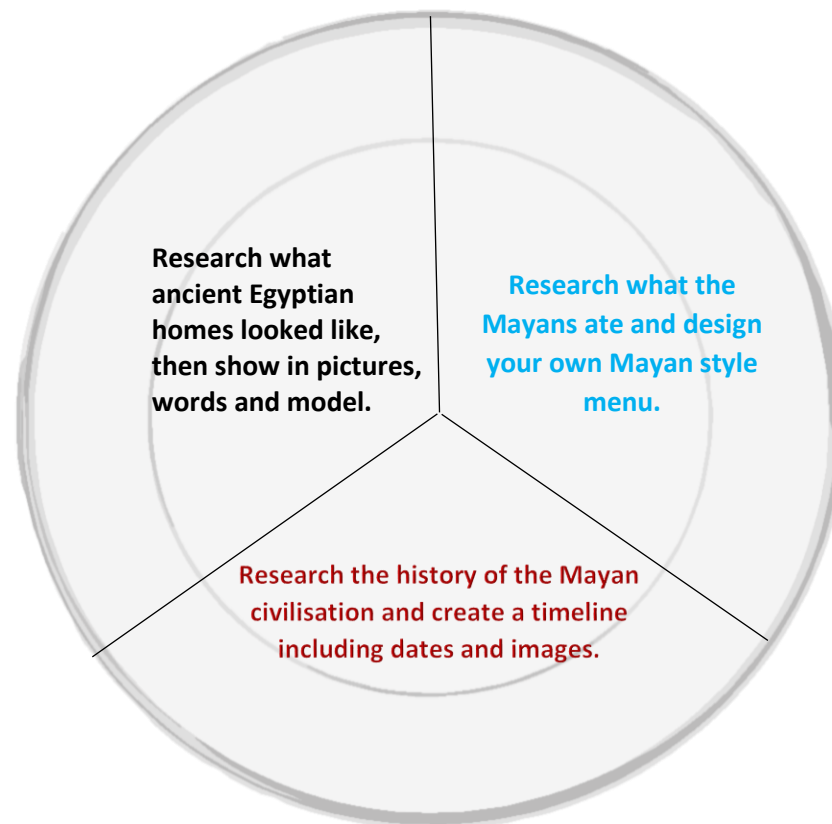 Research what
ancient Egyptian
homes looked like,
then show in pictures,
words and model.
Research what the
Mayans ate and design
your own Mayan style
menu.
Research the history of the Mayan
civilisation and create a timeline
including dates and images.